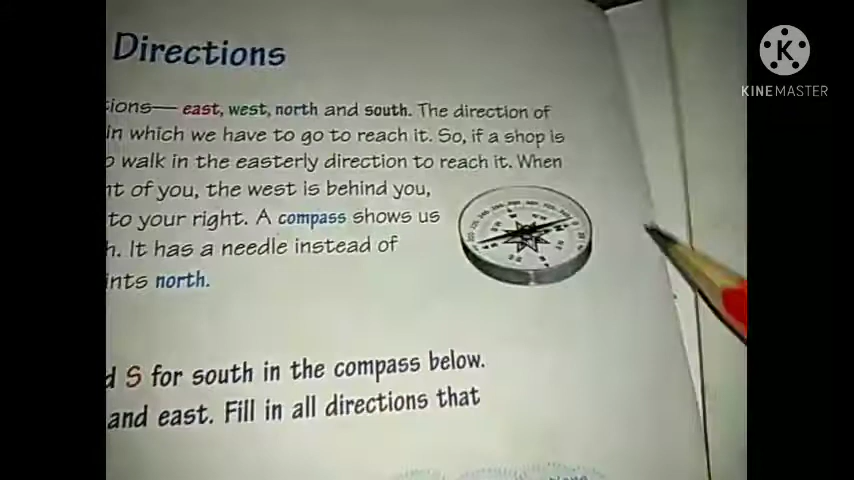 Directions
ions— east, west, north and south. The direction of
in which we have to go to reach it. So, if a shop is
walk in the easterly direction to reach it. When
of you, the west is behind you,
to your right. A compass shows us
h. It has a needle instead of
ints north.
d S for south in the compass below.
and east. Fill in all directions that
K
KINEMASTER